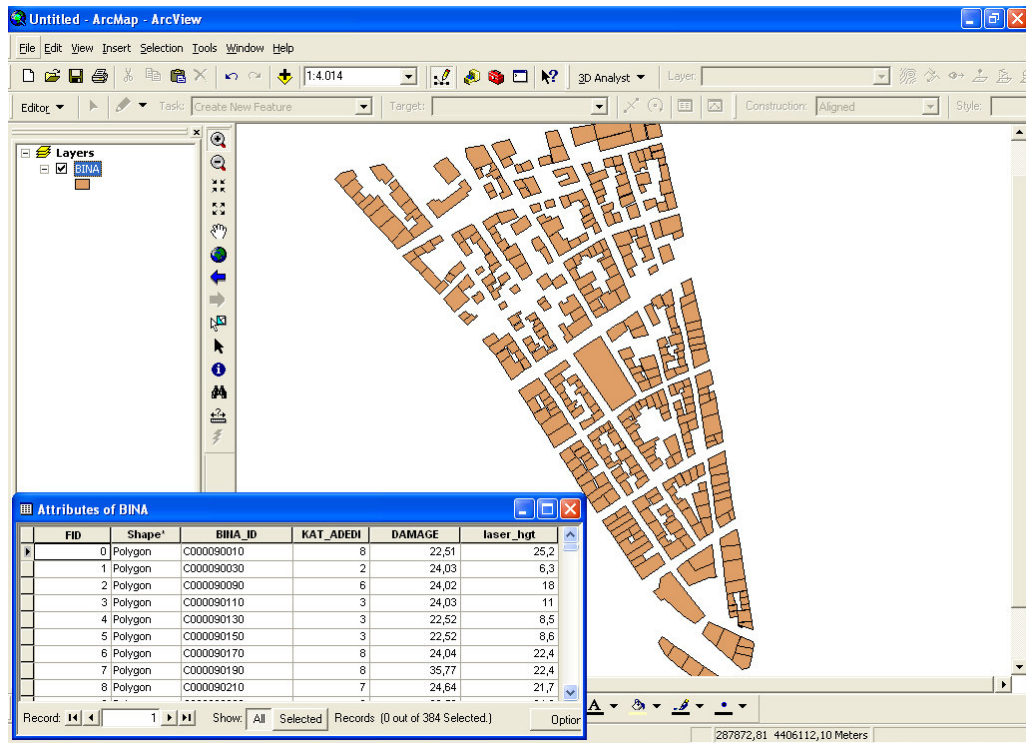 Untitled - ArcMap - ArcView
File Edit View Insert Selection Tools Window Help
1:4.014 3D Analyst Layer:
Editor Task: Create New Feature Target: Construction: Aligned Style:
Layers
BINA
Attributes of BINA
FID Shape* BINA_ID KAT_ADEDI DAMAGE laser_hgt
0 Polygon C000090010 8 22,51 25,2
1 Polygon C000090030 2 24,03 6,3
2 Polygon C000090090 6 24,02 18
3 Polygon C000090110 3 24,03 11
4 Polygon C000090130 3 22,52 8,5
5 Polygon C000090150 3 22,52 8,6
6 Polygon C000090170 8 24,04 22,4
7 Polygon C000090190 8 35,77 22,4
8 Polygon C000090210 7 24,64 21,7
Record: 1 Show: All Selected Records (0 out of 384 Selected.) Option
A
287872,81 4406112,10 Meters